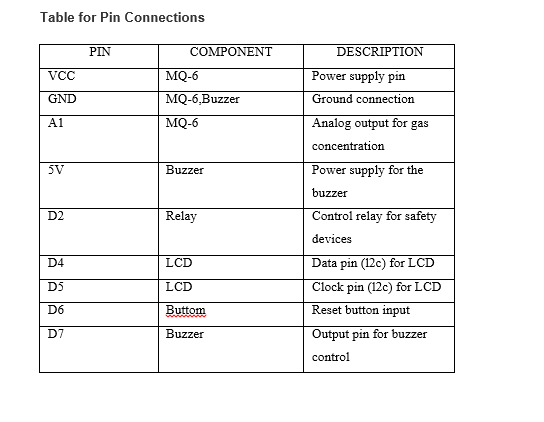 Table for Pin Connections
PIN COMPONENT DESCRIPTION
VCC MQ-6 Power supply pin
GND MQ-6,Buzzer Ground connection
A1 MQ-6 Analog output for gas
concentration
5V Buzzer Power supply for the
buzzer
D2 Relay Control relay for safety
devices
D4 LCD Data pin (12c) for LCD
D5 LCD Clock pin (12c) for LCD
D6 Buttom Reset button input
D7 Buzzer Output pin for buzzer
control